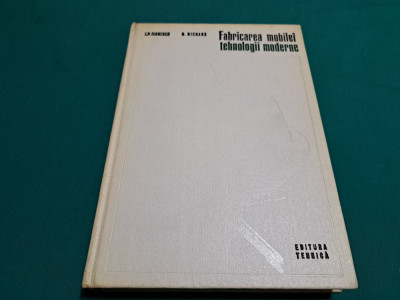 Fabricarea mobilei
tehnologii moderne
EDITURA
TEHNICĂ